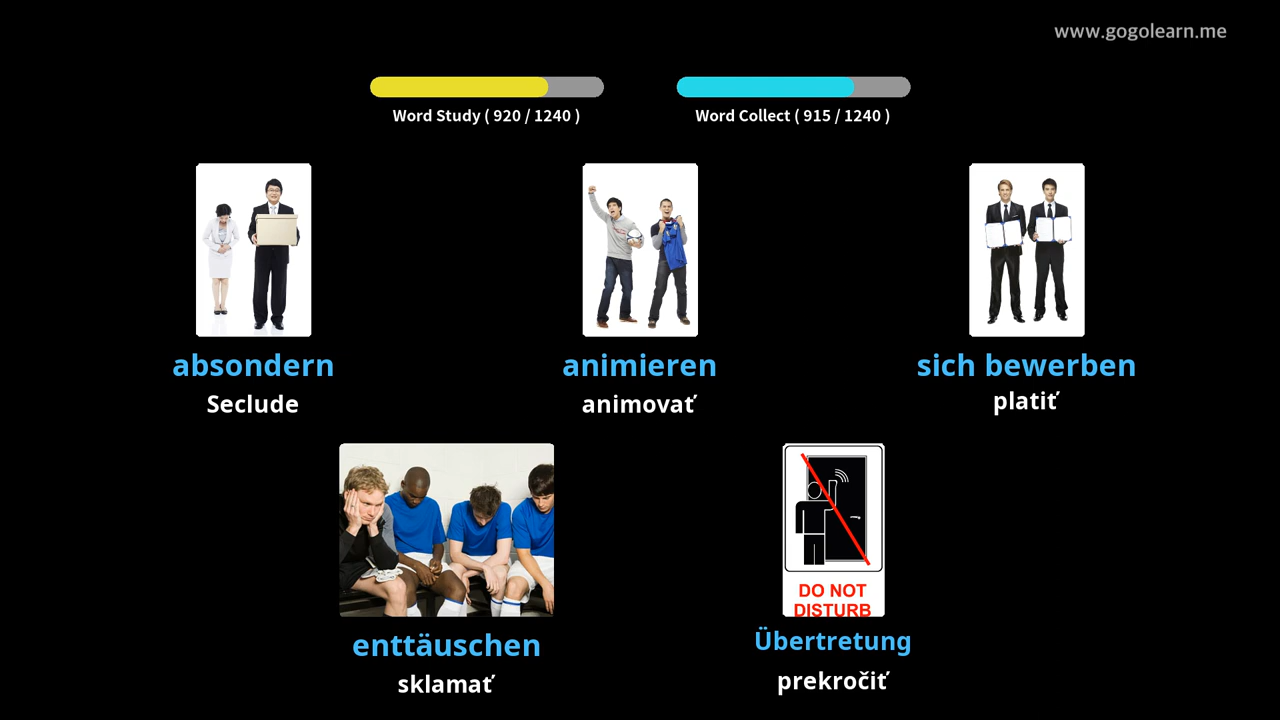 www.gogolearn.me
Word Study ( 920 / 1240 )
Word Collect ( 915 / 1240 )
absondern
Seclude
animieren
animovať
sich bewerben
platiť
enttäuschen
sklamať
DO NOT
DISTURB
Übertretung
prekročiť